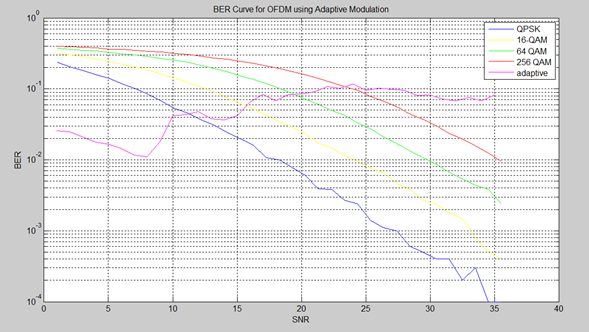 BER Curve for OFDM using Adaptive Modulation
10^0
QPSK
16-QAM
64 QAM
256 QAM
adaptive
10^-1
BER
10^-2
10^-3
10^-4
0 5 10 15 20 25 30 35 40
SNR